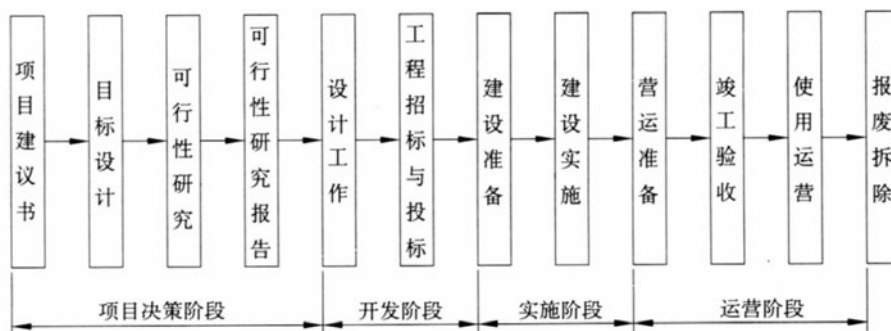 项目建议书
目标设计
可行性研究
可行性研究报告
设计工作
工程招标与投标
建设准备
建设实施
营运准备
竣工验收
使用运营
报废拆除
项目决策阶段
开发阶段
实施阶段
运营阶段